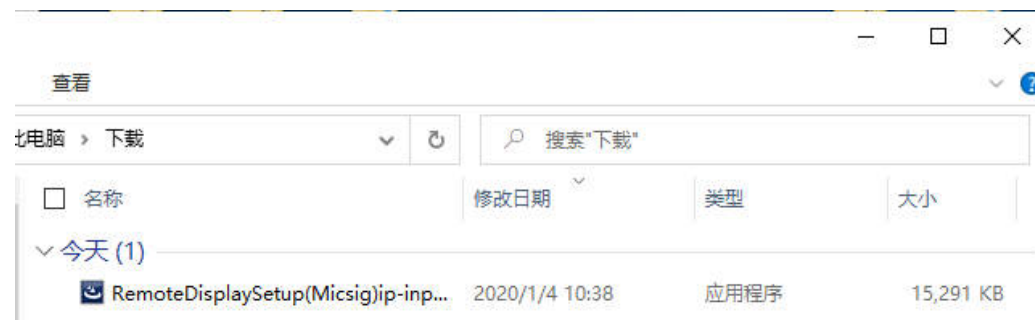 查看
电脑 > 下载 搜索"下载"
名称 修改日期 类型 大小
今天 (1)
RemoteDisplaySetup(Micsig)ip-inp... 2020/1/4 10:38 应用程序 15,291 KB